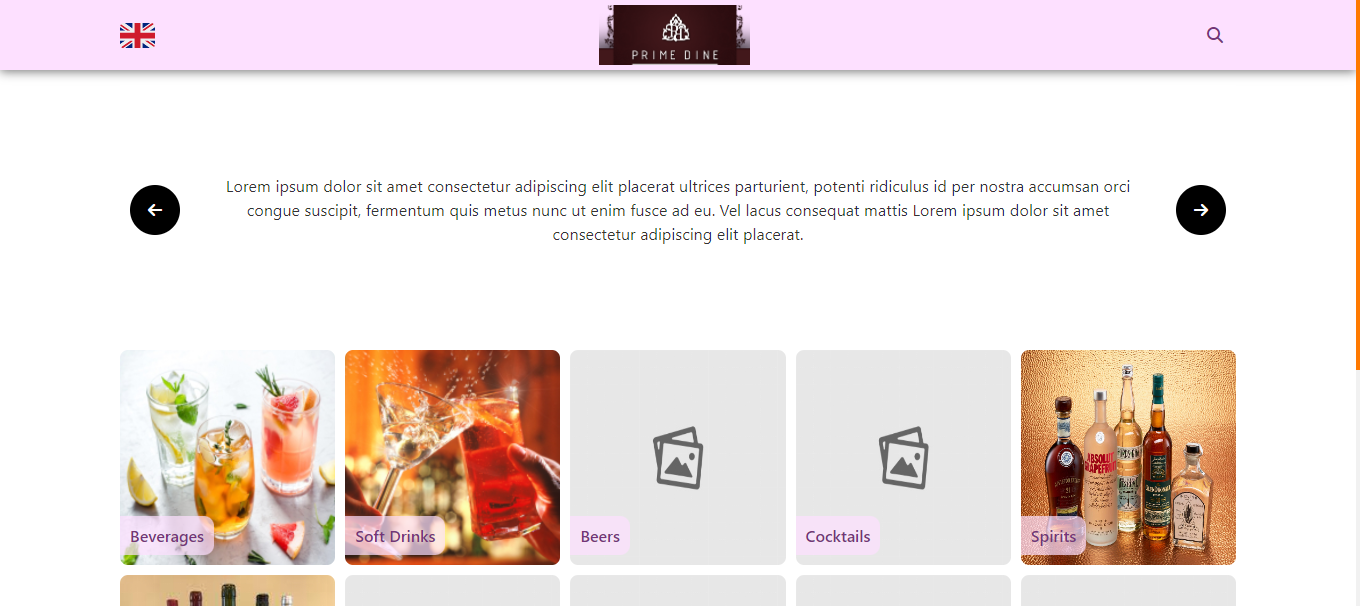 PRIME DINE
Lorem ipsum dolor sit amet consectetur adipiscing elit placerat ultrices parturient, potenti ridiculus id per nostra accumsan orci
congue suscipit, fermentum quis metus nunc ut enim fusce ad eu. Vel lacus consequat mattis Lorem ipsum dolor sit amet
consectetur adipiscing elit placerat.
Beverages
Soft Drinks
Beers
Cocktails
Spirits
ABSOLUT